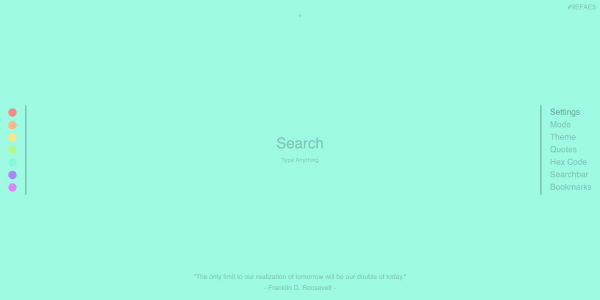 #9EFAE3
Search
Type Anything.
Settings
Mode
Theme
Quotes
Hex Code
Searchbar
Bookmarks
"The only limit to our realization of tomorrow will be our doubts of today."
- Franklin D. Roosevelt -